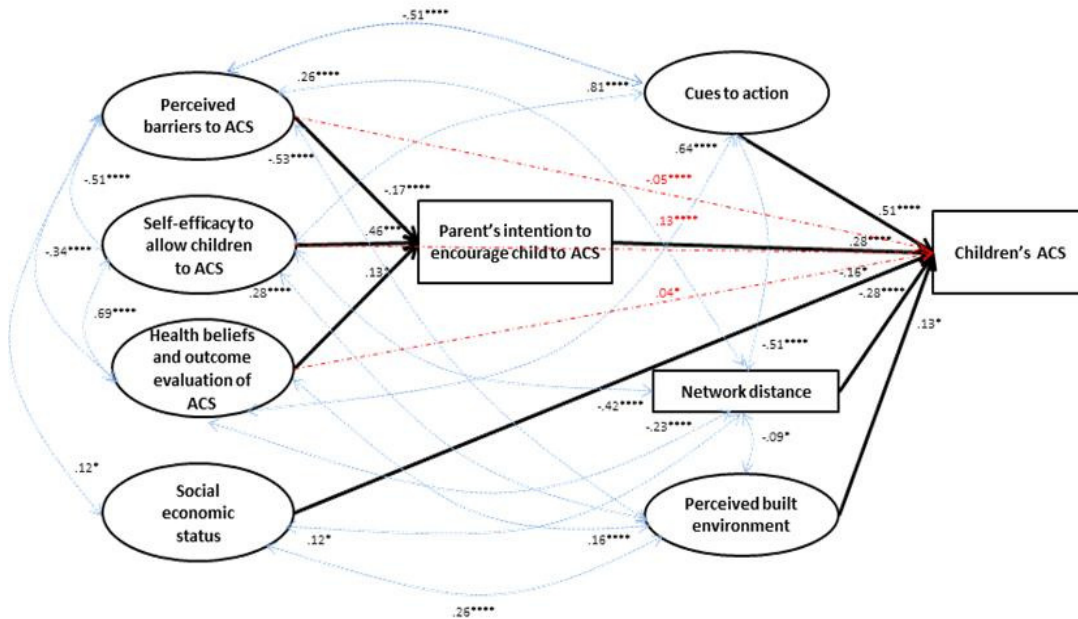 -.51****
.26****
.81****
Perceived
barriers to ACS
Cues to action
-.53****
.64****
-.51****
-.17****
-.05****
Self-efficacy to
allow children
to ACS
.46****
Parent's intention to
encourage child to ACS
.13****
.51****
.28****
Children's ACS
-.34****
.13*
-.16*
.28****
.04*
-.28****
.69****
.13*
Health beliefs
and outcome
evaluation of
ACS
-.51****
Network distance
-.42****
-.23****
-.09*
.12*
Social
economic
status
Perceived built
environment
.12*
.16****
.26****